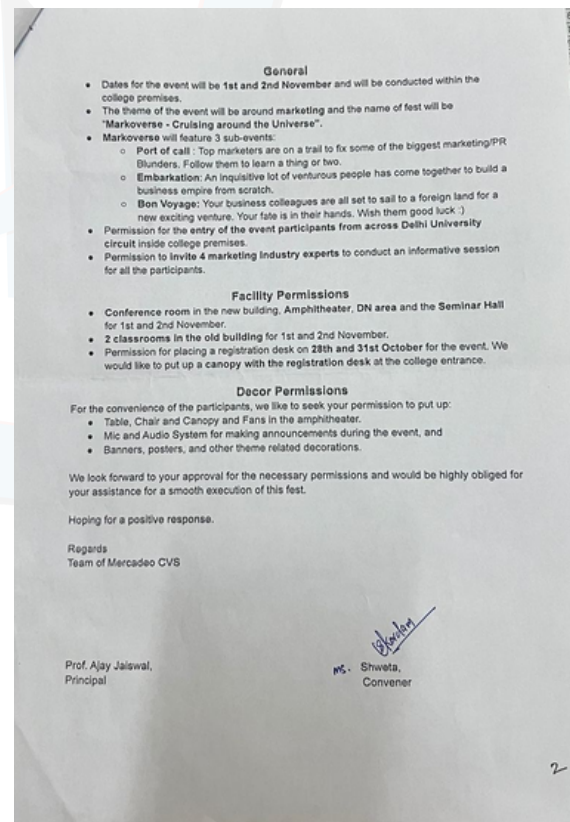 General
• Dates for the event will be 1st and 2nd November and will be conducted within the
college premises.
• The theme of the event will be around marketing and the name of fest will be
"Markoverse - Cruising around the Universe".
• Markoverse will feature 3 sub-events:
o Port of call : Top marketers are on a trail to fix some of the biggest marketing/PR
Blunders. Follow them to learn a thing or two.
o Embarkation: An inquisitive lot of venturous people has come together to build a
business empire from scratch.
o Bon Voyage: Your business colleagues are all set to sail to a foreign land for a
new exciting venture. Your fate is in their hands. Wish them good luck :)
• Permission for the entry of the event participants from across Delhi University
circuit inside college premises.
• Permission to invite 4 marketing industry experts to conduct an informative session
for all the participants.
Facility Permissions
• Conference room in the new building, Amphitheater, DN area and the Seminar Hall
for 1st and 2nd November.
• 2 classrooms in the old building for 1st and 2nd November.
• Permission for placing a registration desk on 28th and 31st October for the event. We
would like to put up a canopy with the registration desk at the college entrance.
Decor Permissions
For the convenience of the participants, we like to seek your permission to put up:
• Table, Chair and Canopy and Fans in the amphitheater.
• Mic and Audio System for making announcements during the event, and
• Banners, posters, and other theme related decorations.
We look forward to your approval for the necessary permissions and would be highly obliged for
your assistance for a smooth execution of this fest.
Hoping for a positive response.
Regards
Team of Mercadeo CVS
Prof. Ajay Jaiswal,
Principal
Ms. Shweta,
Convener
2